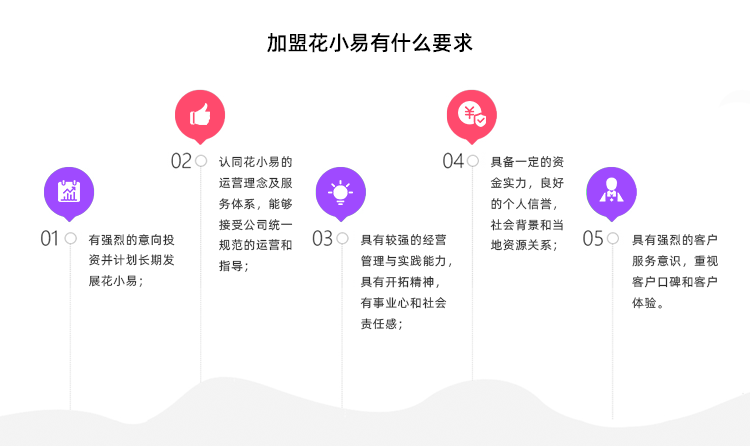 加盟花小易有什么要求
01
有强烈的意向投
资并计划长期发
展花小易；
02
认同花小易的
运营理念及服
务体系，能够
接受公司统一
规范的运营和
指导；
03
具有较强的经营
管理与实践能力，
具有开拓精神，
有事业心和社会
责任感；
04
具备一定的资
金实力，良好
的个人信誉，
社会背景和当
地资源关系；
05
具有强烈的客户
服务意识，重视
客户口碑和客户
体验。